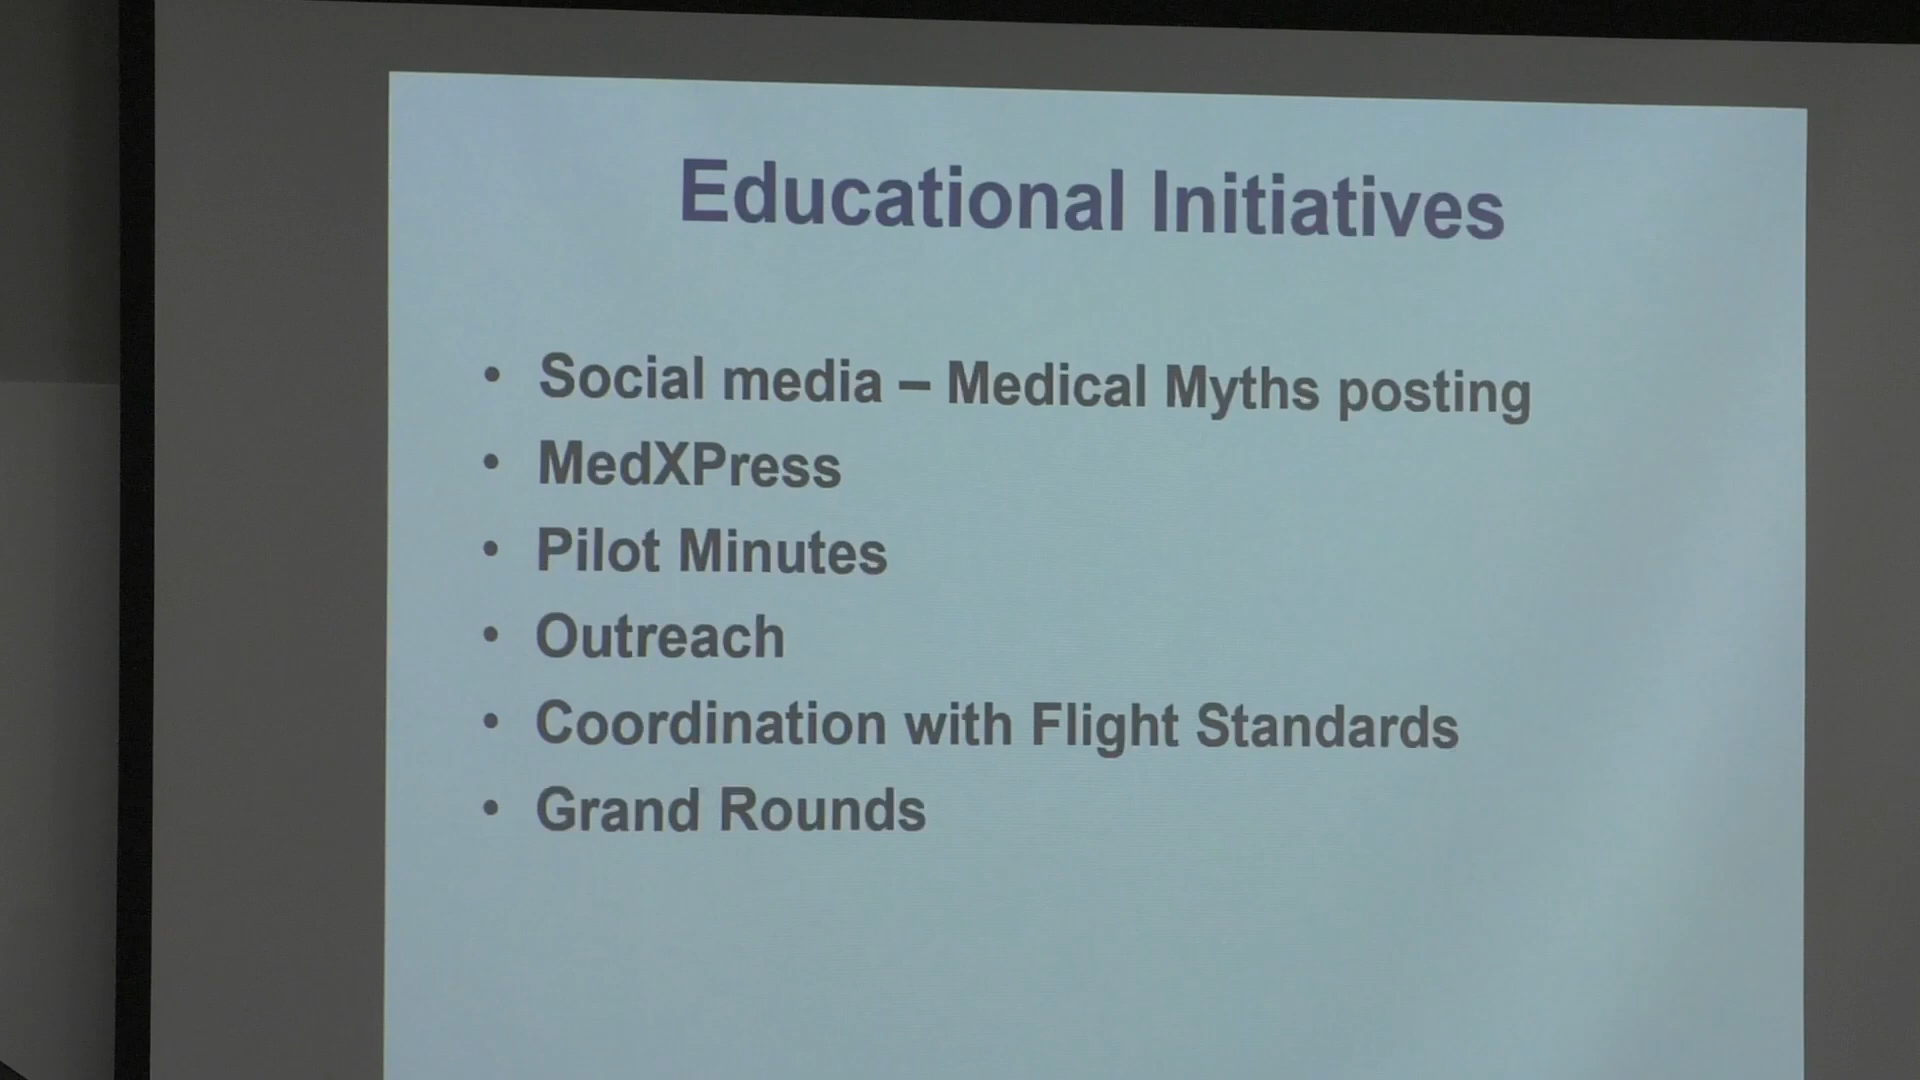 Educational Initiatives
• Social media – Medical Myths posting
• MedXPress
• Pilot Minutes
• Outreach
• Coordination with Flight Standards
• Grand Rounds